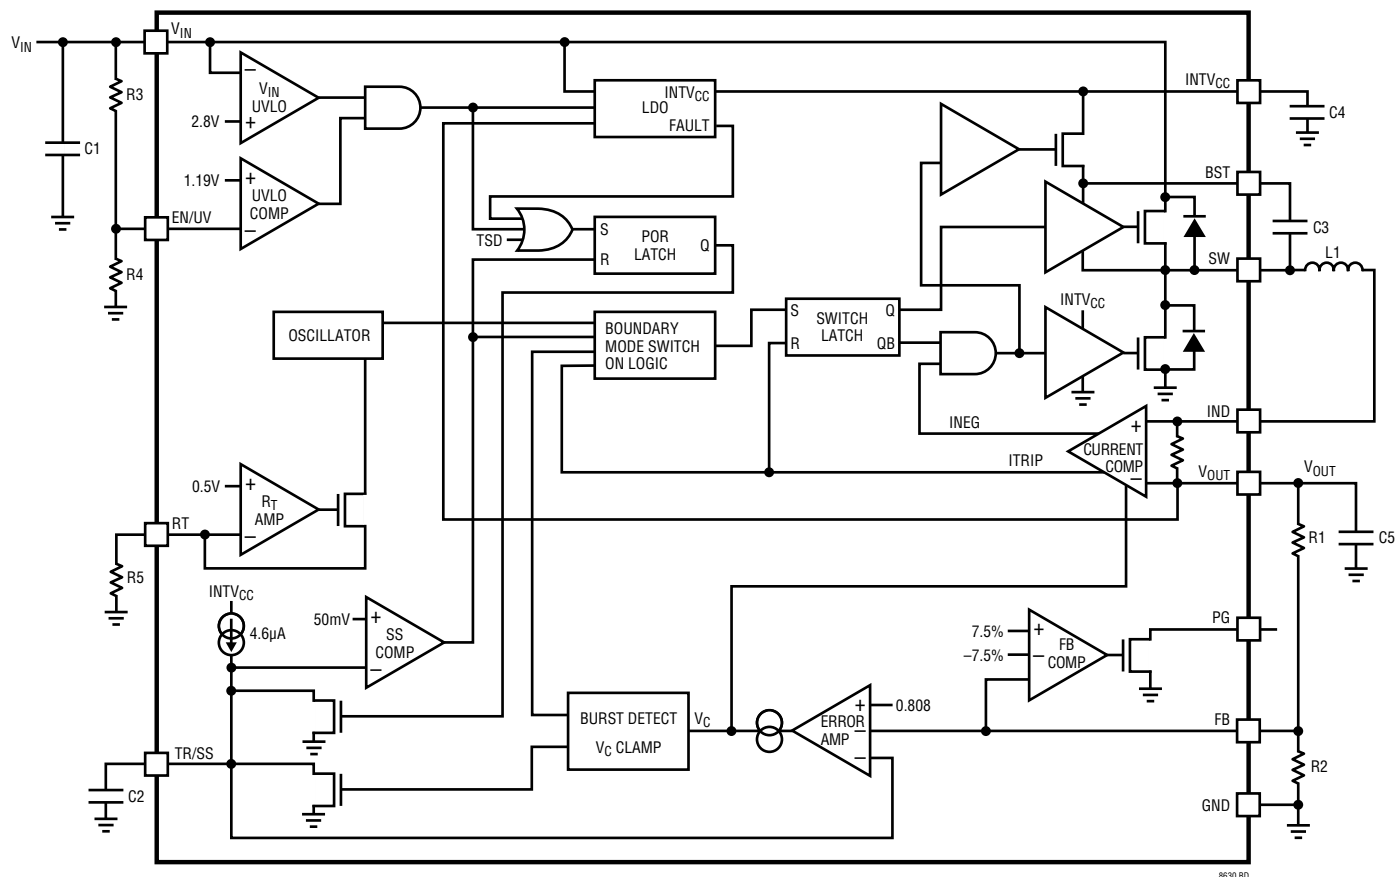 VIN
VIN
R3
C1
VIN
UVLO
−
+
2.8V
1.19V
+
−
UVLO
COMP
EN/UV
R4
INTVCC
LDO
FAULT
TSD
S
R
POR
LATCH
Q
OSCILLATOR
BOUNDARY
MODE SWITCH
ON LOGIC
S
R
SWITCH
LATCH
Q
QB
INTVCC
INTVCC
C4
BST
C3
SW
L1
IND
INEG
ITRIP
+
CURRENT
COMP
−
VOUT
VOUT
R1
C5
0.5V
+
RT
AMP
−
RT
R5
INTVCC
4.6µA
50mV
+
SS
COMP
−
7.5%
−7.5%
+
−
FB
COMP
PG
BURST DETECT
VC CLAMP
VC
+
ERROR
AMP
−
−
0.808
FB
TR/SS
C2
R2
GND
8630 BD